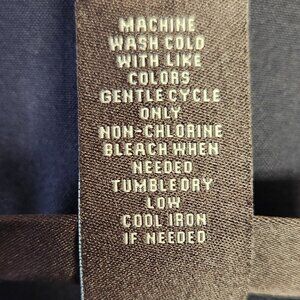 MACHINE
WASH COLD
WITH LIKE
COLORS
GENTLE CYCLE
ONLY
NON-CHLORINE
BLEACH WHEN
NEEDED
TUMBLE DRY
LOW
COOL IRON
IF NEEDED